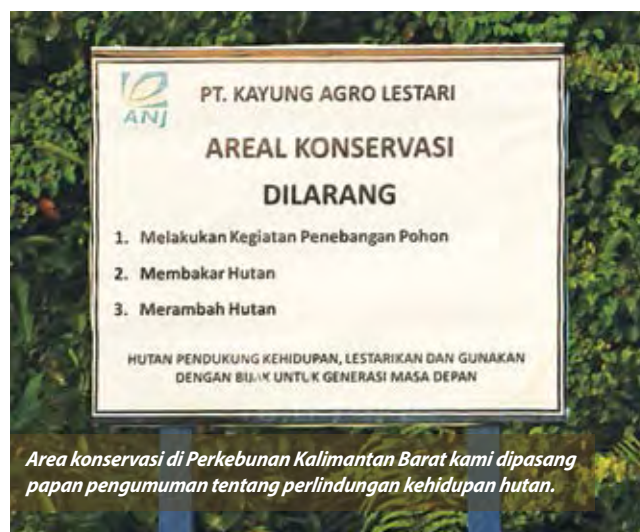 ANJ
PT. KAYUNG AGRO LESTARI
AREAL KONSERVASI
DILARANG
1. Melakukan Kegiatan Penebangan Pohon
2. Membakar Hutan
3. Merambah Hutan
HUTAN PENDUKUNG KEHIDUPAN, LESTARIKAN DAN GUNAKAN
DENGAN BIJAK UNTUK GENERASI MASA DEPAN
Area konservasi di Perkebunan Kalimantan Barat kami dipasang
papan pengumuman tentang perlindungan kehidupan hutan.